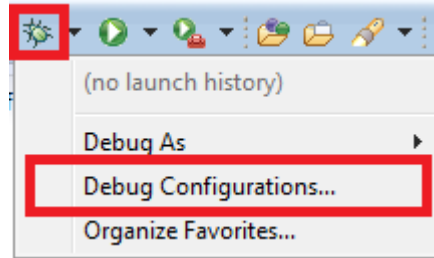 (no launch history)
Debug As
Debug Configurations...
Organize Favorites...